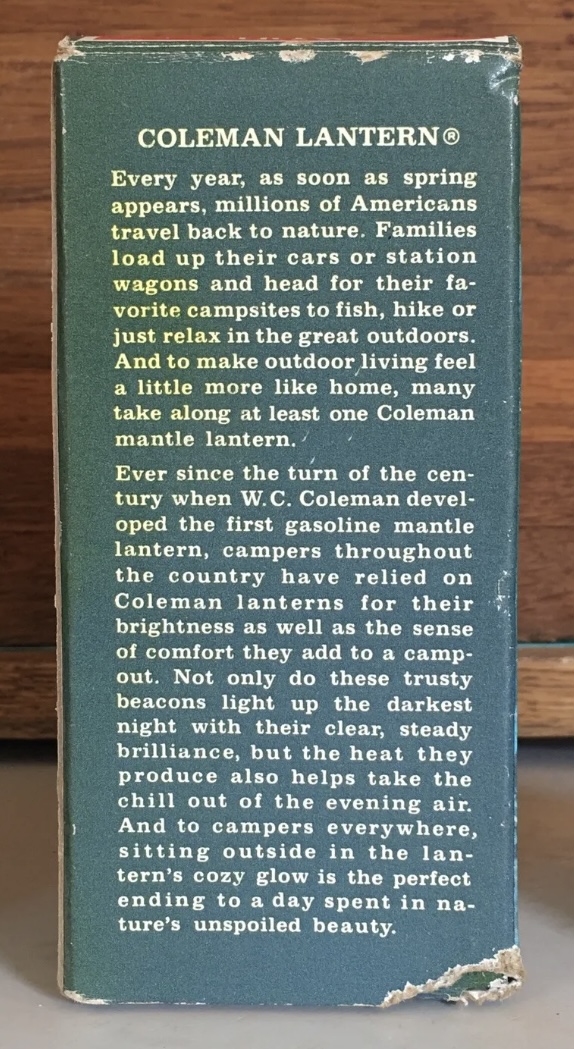 COLEMAN LANTERN®
Every year, as soon as spring
appears, millions of Americans
travel back to nature. Families
load up their cars or station
wagons and head for their fa-
vorite campsites to fish, hike or
just relax in the great outdoors.
And to make outdoor living feel
a little more like home, many
take along at least one Coleman
mantle lantern.
Ever since the turn of the cen-
tury when W.C. Coleman devel-
oped the first gasoline mantle
lantern, campers throughout
the country have relied on
Coleman lanterns for their
brightness as well as the sense
of comfort they add to a camp-
out. Not only do these trusty
beacons light up the darkest
night with their clear, steady
brilliance, but the heat they
produce also helps take the
chill out of the evening air.
And to campers everywhere,
sitting outside in the lan-
tern's cozy glow is the perfect
ending to a day spent in na-
ture's unspoiled beauty.